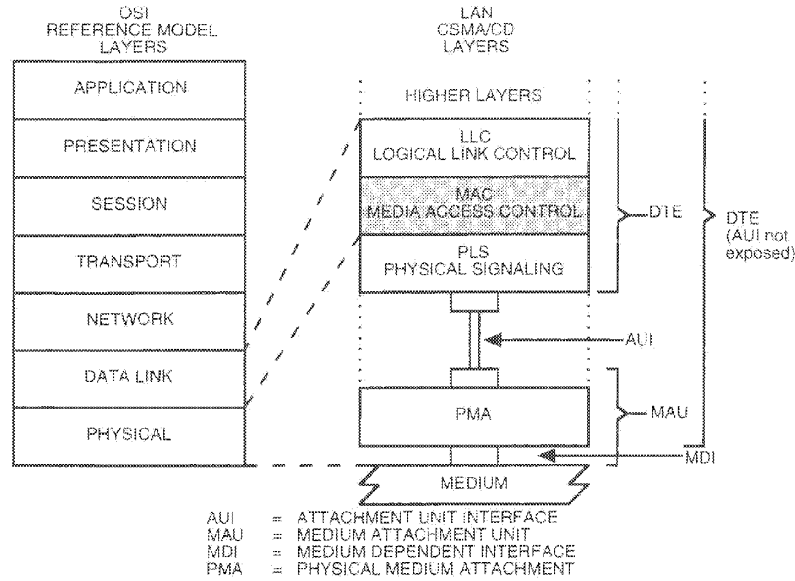 OSI
REFERENCE MODEL
LAYERS
APPLICATION
PRESENTATION
SESSION
TRANSPORT
NETWORK
DATA LINK
PHYSICAL
LAN
CSMA/CD
LAYERS
HIGHER LAYERS
LLC
LOGICAL LINK CONTROL
MAC
MEDIA ACCESS CONTROL
PLS
PHYSICAL SIGNALING
DTE
DTE
(AUI not
exposed)
AUI
PMA
MAU
MDI
MEDIUM
AUI = ATTACHMENT UNIT INTERFACE
MAU = MEDIUM ATTACHMENT UNIT
MDI = MEDIUM DEPENDENT INTERFACE
PMA = PHYSICAL MEDIUM ATTACHMENT